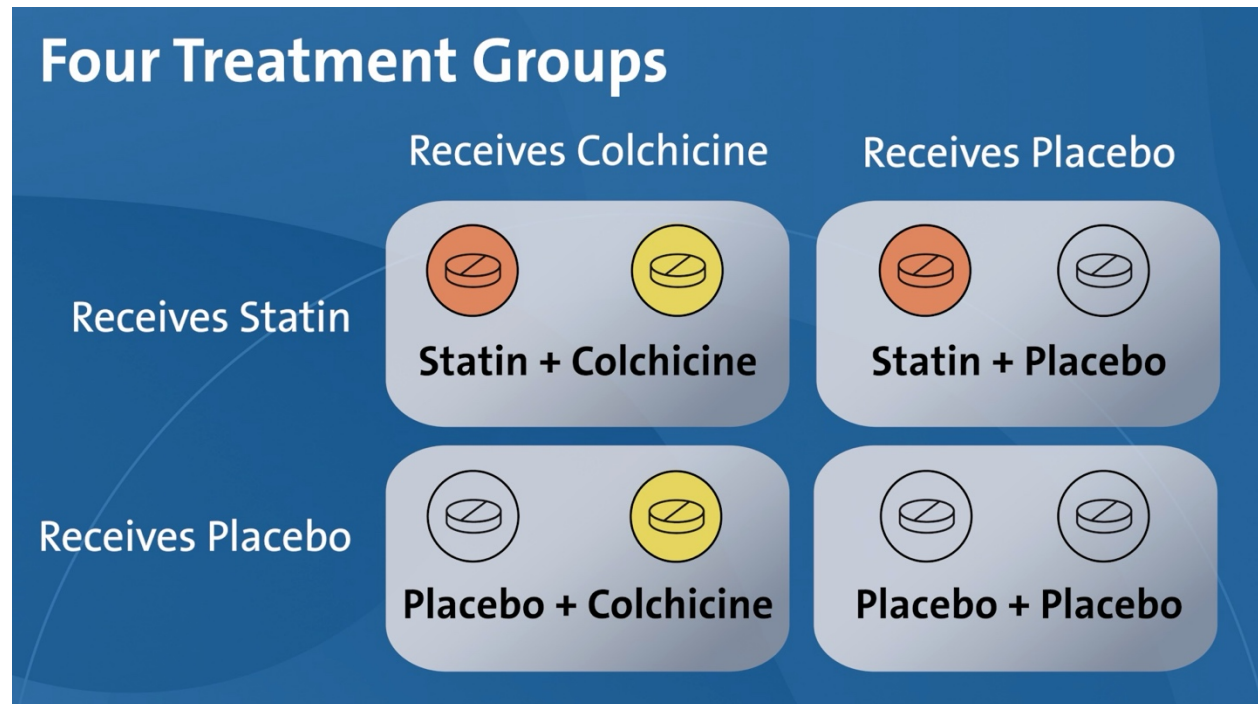 Four Treatment Groups
Receives Colchicine
Receives Placebo
Receives Statin
Statin + Colchicine
Statin + Placebo
Receives Placebo
Placebo + Colchicine
Placebo + Placebo